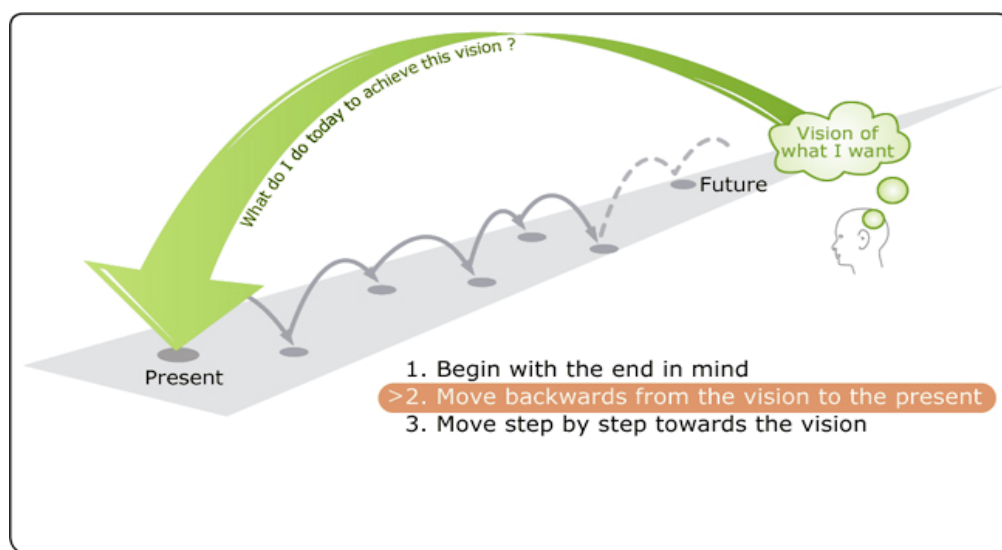 What do I do today to achieve this vision ?
Vision of
what I want
Future
Present
1. Begin with the end in mind
>2. Move backwards from the vision to the present
3. Move step by step towards the vision